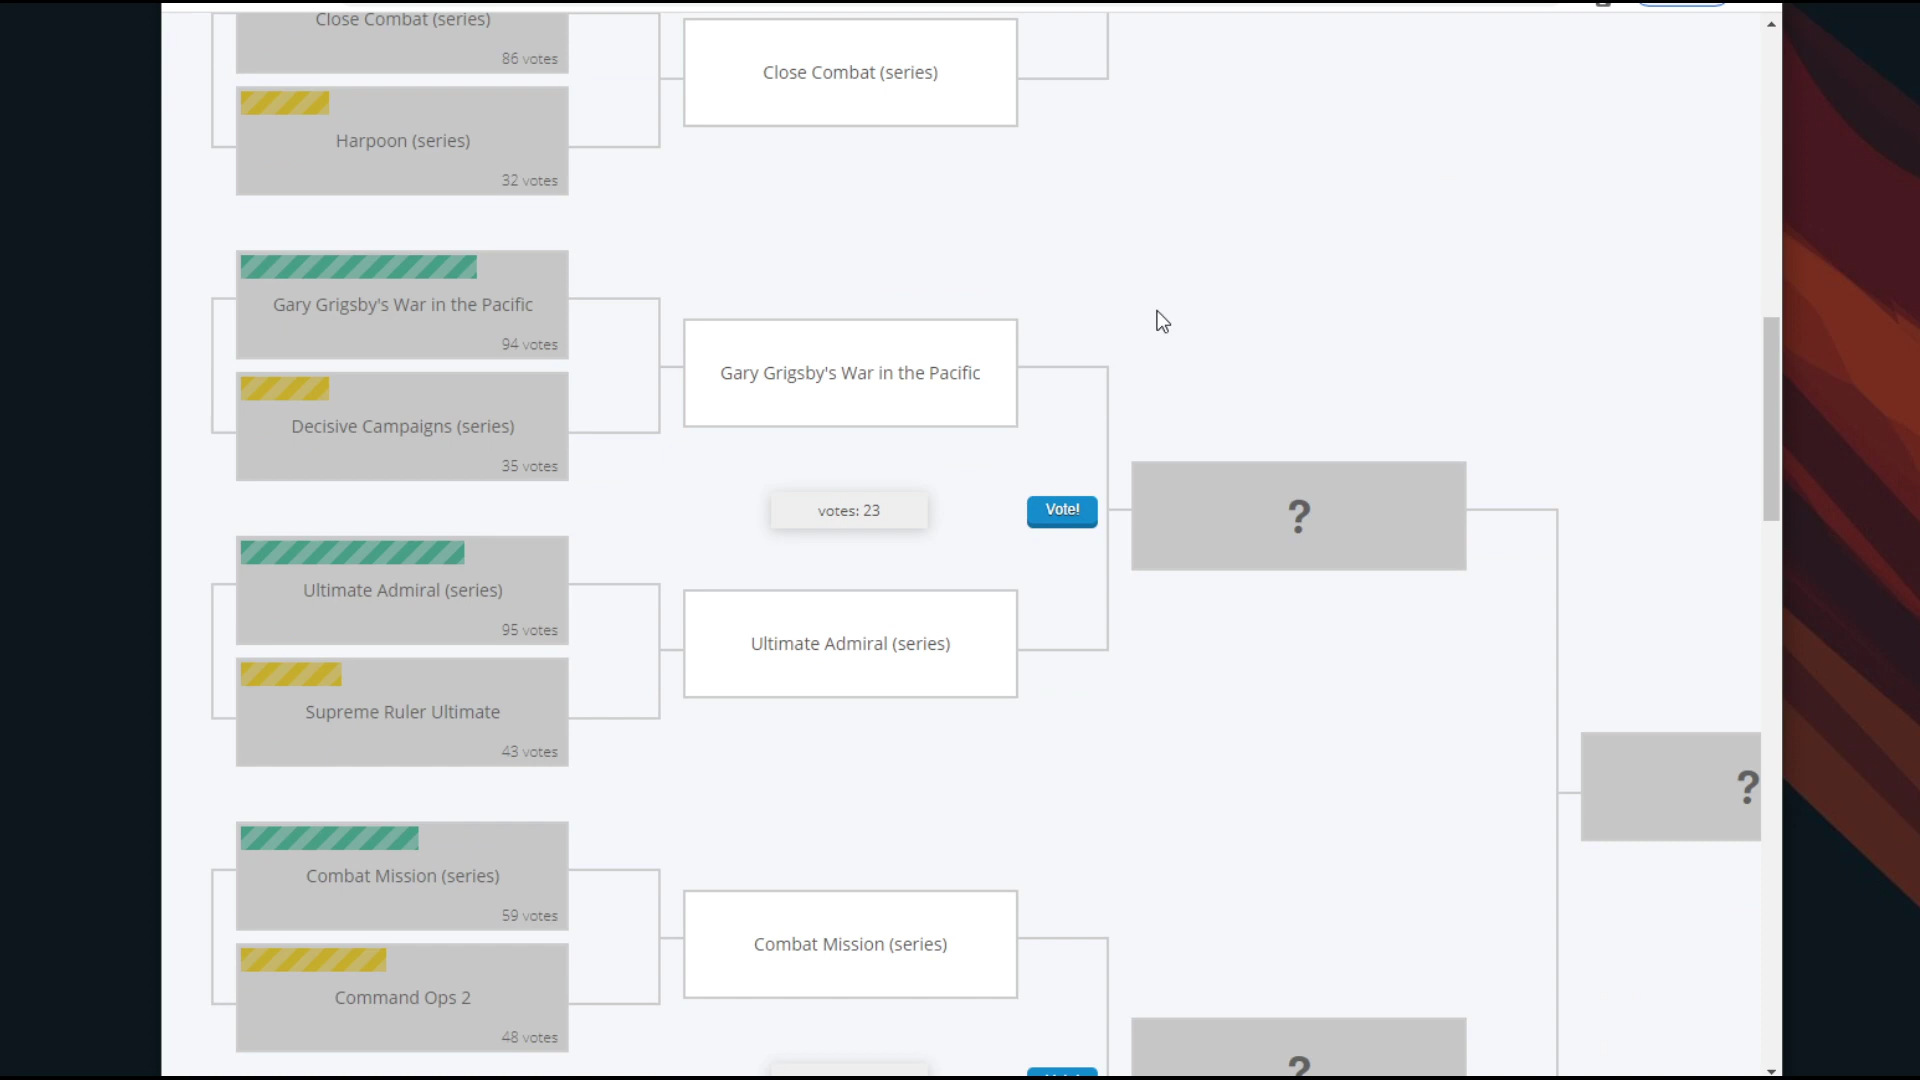 Close Combat (series)
86 votes
Harpoon (series)
32 votes
Close Combat (series)
Gary Grigsby's War in the Pacific
94 votes
Decisive Campaigns (series)
35 votes
Gary Grigsby's War in the Pacific
votes: 23
Vote!
?
Ultimate Admiral (series)
95 votes
Supreme Ruler Ultimate
43 votes
Ultimate Admiral (series)
?
Combat Mission (series)
59 votes
Command Ops 2
48 votes
Combat Mission (series)
?